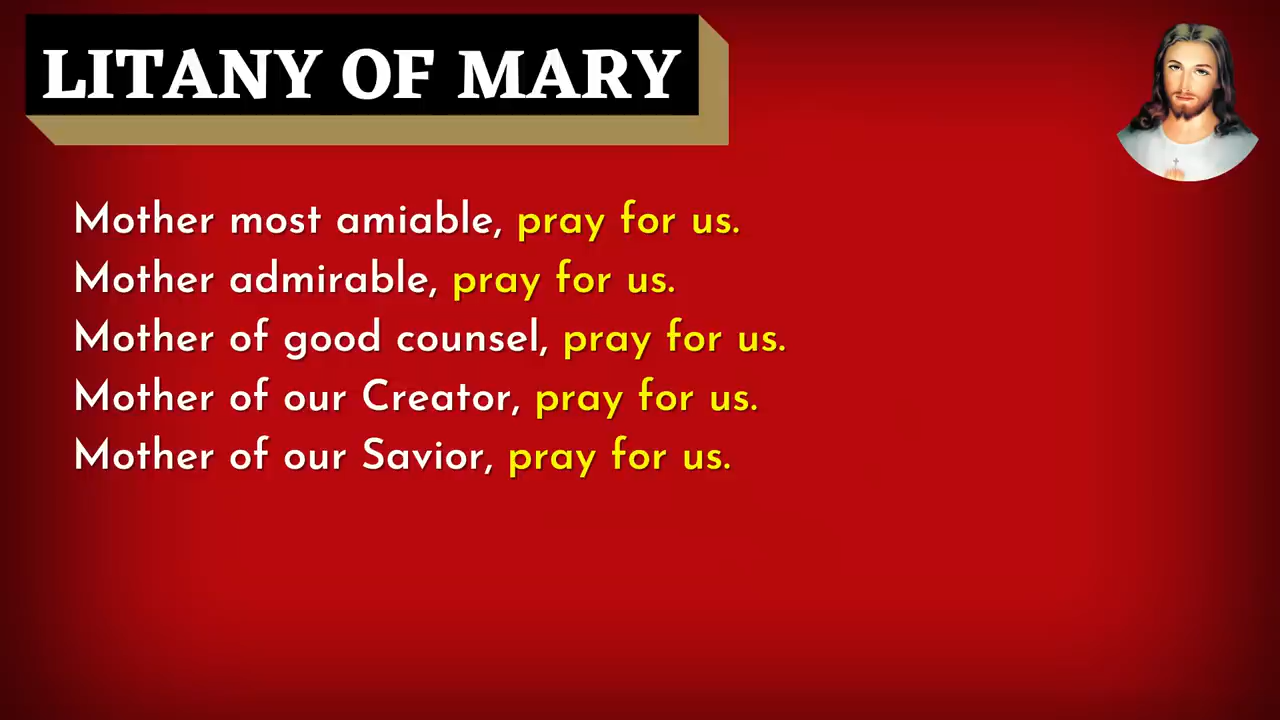 LITANY OF MARY
Mother most amiable, pray for us.
Mother admirable, pray for us.
Mother of good counsel, pray for us.
Mother of our Creator, pray for us.
Mother of our Savior, pray for us.